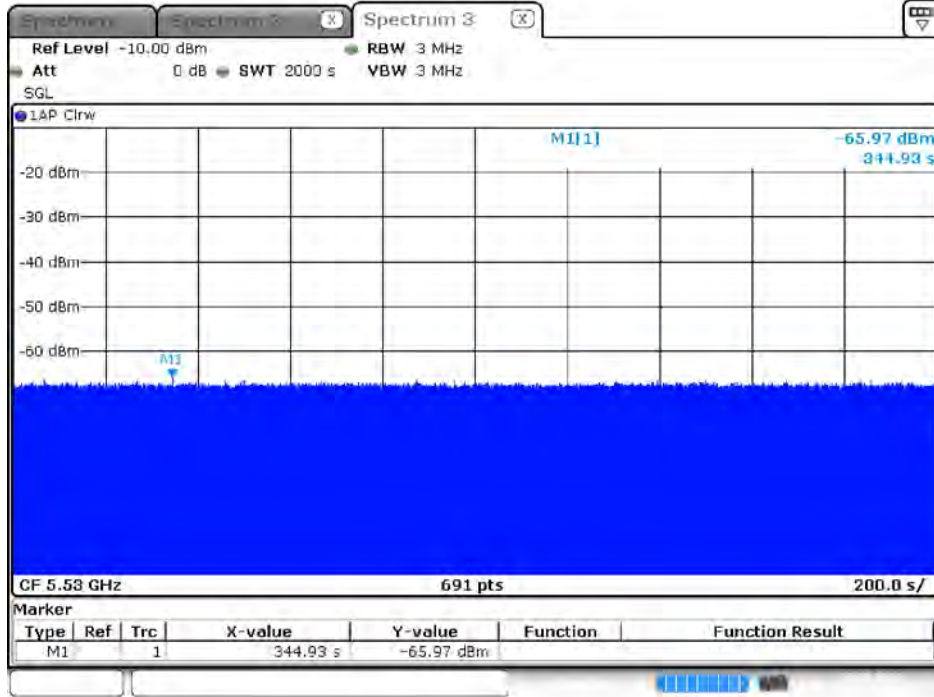 Spectrum Spectrum 2 X Spectrum 3 X
Ref Level -10.00 dBm RBW 3 MHz
Att 0 dB SWT 2000 s VBW 3 MHz
SGL
1AP Clrw
M1[1] -65.97 dBm
344.93 s
-20 dBm
-30 dBm
-40 dBm
-50 dBm
-60 dBm
M1
CF 5.53 GHz 691 pts 200.0 s/
Marker
Type Ref Trc X-value Y-value Function Function Result
M1 1 344.93 s -65.97 dBm